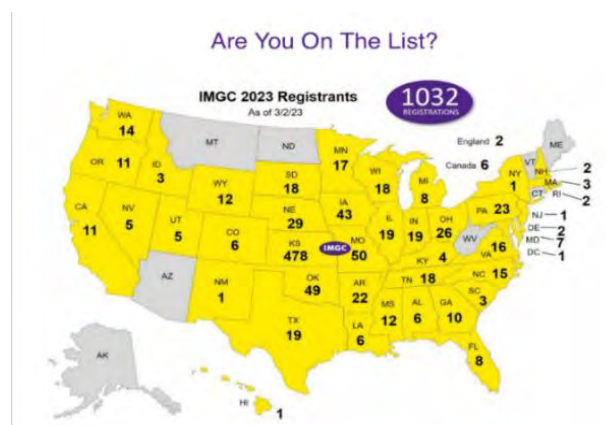 Are You On The List?
IMGC 2023 Registrants
As of 3/2/23
1032
REGISTRATIONS
England 2
Canada 6
WA
14
OR 11
ID
3
MT
ND
MN
17
WI
18
MI
8
NY
1
VT
ME
NH 2
MA 3
CT
RI 2
WY
12
SD
18
IA
43
NE
29
IL
19
IN
19
OH
26
PA 23
NJ 1
DE 2
MD 7
DC 1
CA
11
NV
5
UT
5
CO
6
KS
478
IMGC
MO
50
KY 4
WV
VA
16
AZ
NM
1
OK
49
AR
22
TN 18
NC 15
SC
3
TX
19
LA
6
MS
12
AL
6
GA
10
FL
8
AK
HI
1